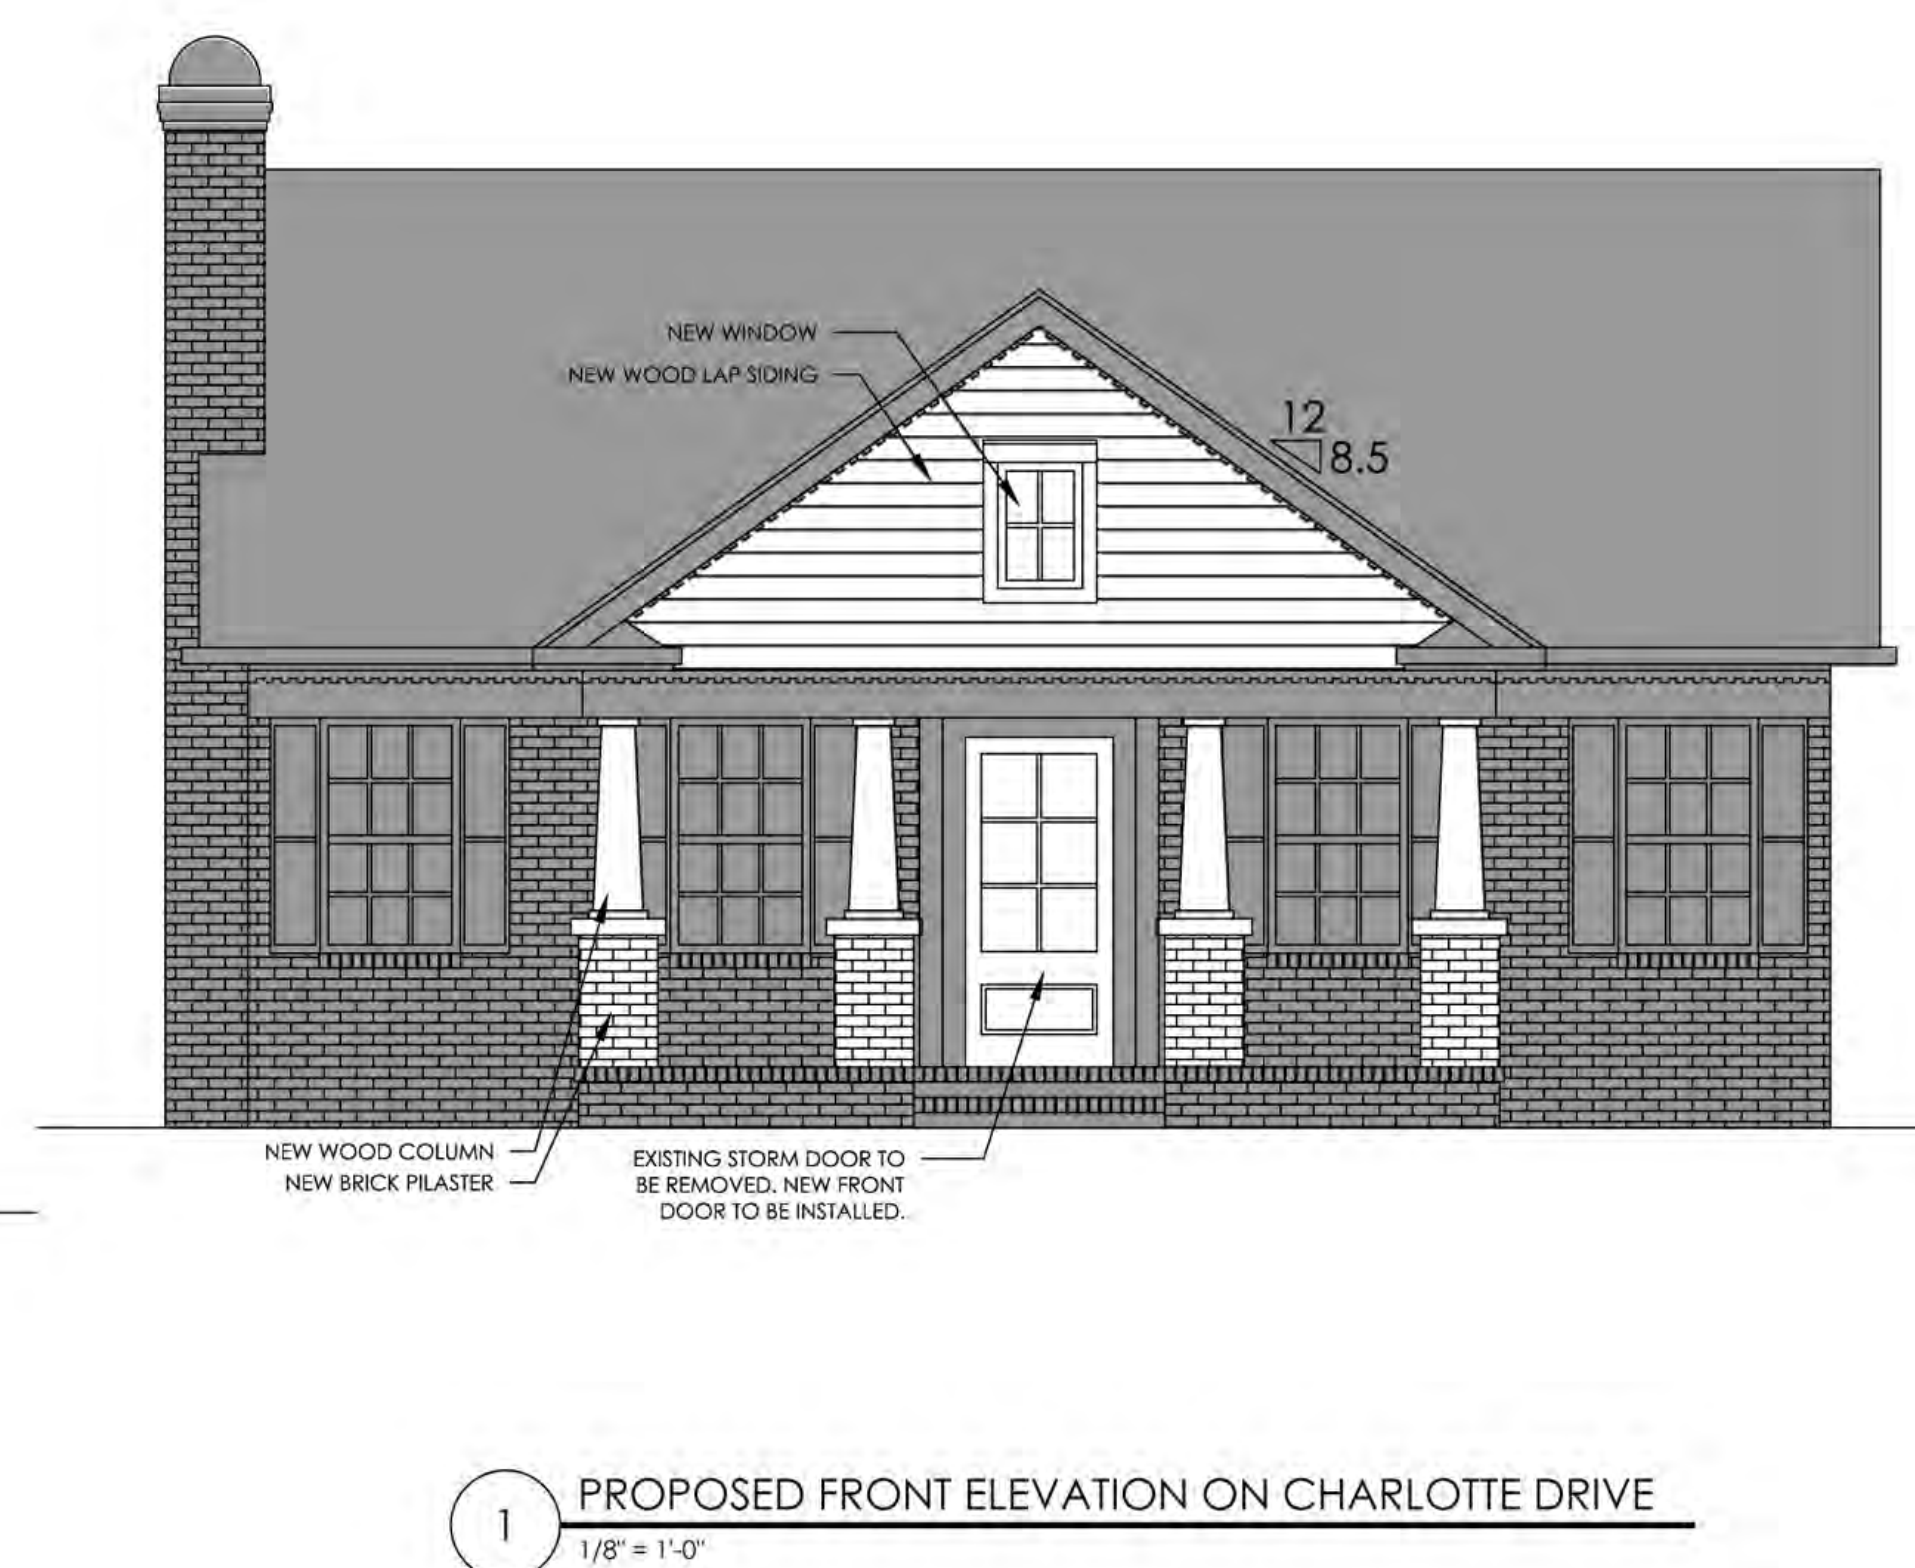 NEW WINDOW
NEW WOOD LAP SIDING
12
8.5
NEW WOOD COLUMN
NEW BRICK PILASTER
EXISTING STORM DOOR TO
BE REMOVED. NEW FRONT
DOOR TO BE INSTALLED.
1
PROPOSED FRONT ELEVATION ON CHARLOTTE DRIVE
1/8" = 1'-0"